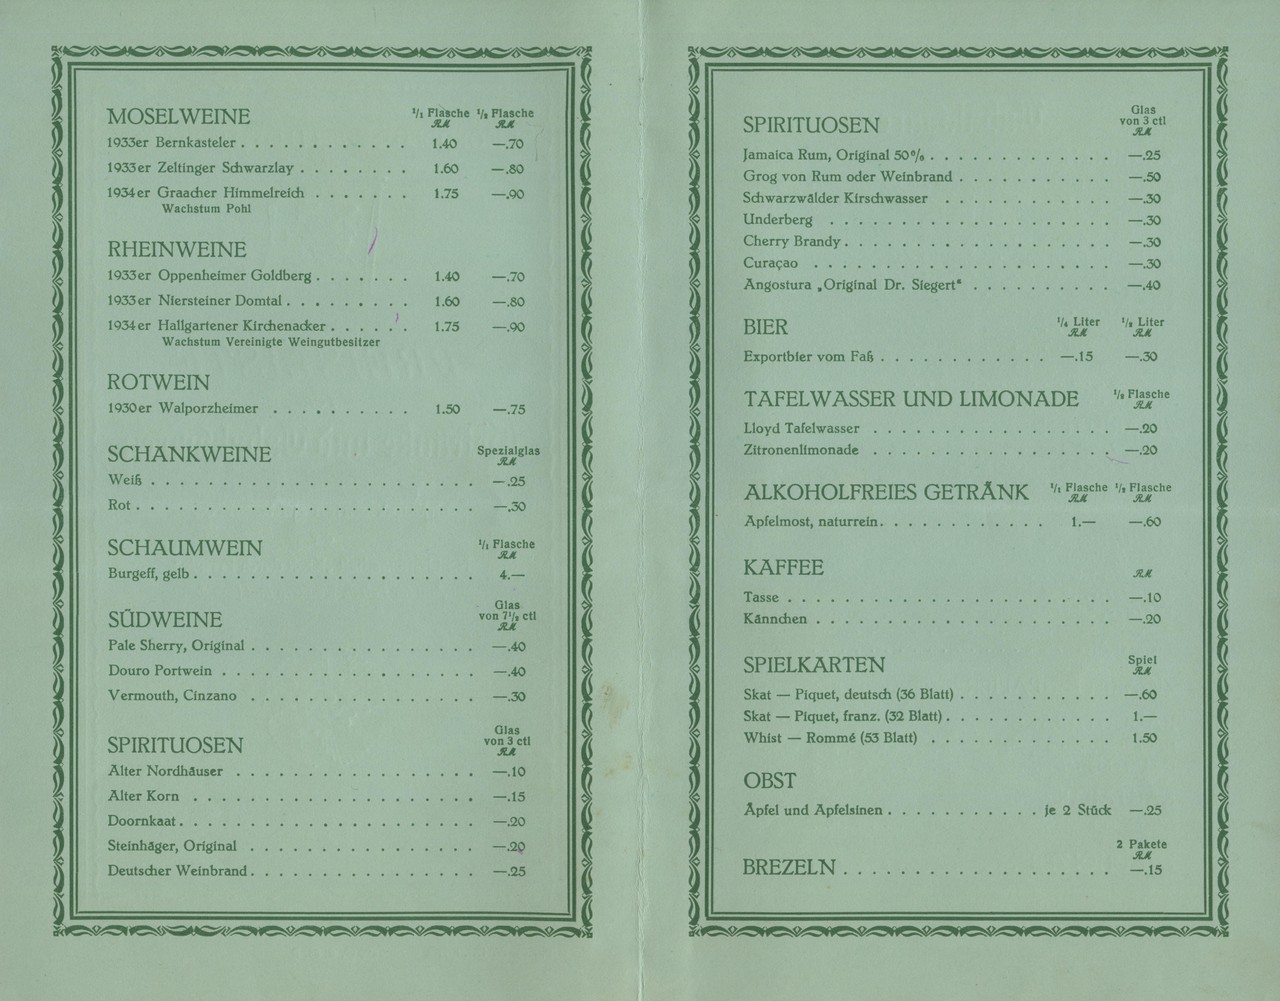 MOSELWEINE 1/1 Flasche RM 1/2 Flasche RM
1933er Bernkasteler . . . . . . . . . . . . 1.40 —.70
1933er Zeltinger Schwarzlay . . . . . . . . 1.60 —.80
1934er Graacher Himmelreich . . . . . . . 1.75 —.90
Wachstum Pohl
RHEINWEINE
1933er Oppenheimer Goldberg . . . . . . . 1.40 —.70
1933er Niersteiner Domtal . . . . . . . . . 1.60 —.80
1934er Hallgartener Kirchenacker . . . . . . 1.75 —.90
Wachstum Vereinigte Weingutbesitzer
ROTWEIN
1930er Walporzheimer . . . . . . . . . . 1.50 —.75
SCHANKWEINE Spezialglas RM
Weiß . . . . . . . . . . . . —.25
Rot . . . . . . . . . . . . —.30
SCHAUMWEIN 1/1 Flasche RM
Burgeff, gelb . . . . . . . . . . . . 4.—
SÜDWEINE Glas von 7 1/2 ctl RM
Pale Sherry, Original . . . . . . . . . . . . —.40
Douro Portwein . . . . . . . . . . . . —.40
Vermouth, Cinzano . . . . . . . . . . . . —.30
SPIRITUOSEN Glas von 3 ctl RM
Alter Nordhäuser . . . . . . . . . . . . —.10
Alter Korn . . . . . . . . . . . . —.15
Doornkaat . . . . . . . . . . . . —.20
Steinhäger, Original . . . . . . . . . . . . —.20
Deutscher Weinbrand . . . . . . . . . . . . —.25
SPIRITUOSEN Glas von 3 ctl RM
Jamaica Rum, Original 50% . . . . . . . . . . . . —.25
Grog von Rum oder Weinbrand . . . . . . . . . . . —.50
Schwarzwälder Kirschwasser . . . . . . . . . . . . —.30
Underberg . . . . . . . . . . . . —.30
Cherry Brandy . . . . . . . . . . . . —.30
Curaçao . . . . . . . . . . . . —.30
Angostura „Original Dr. Siegert“ . . . . . . . . . . —.40
BIER 1/4 Liter RM 1/2 Liter RM
Exportbier vom Faß . . . . . . . . . . . . —.15 —.30
TAFELWASSER UND LIMONADE 1/2 Flasche RM
Lloyd Tafelwasser . . . . . . . . . . . . —.20
Zitronenlimonade . . . . . . . . . . . . —.20
ALKOHOLFREIES GETRÄNK 1/1 Flasche RM 1/2 Flasche RM
Apfelmost, naturrein . . . . . . . . . . . . 1.— —.60
KAFFEE RM
Tasse . . . . . . . . . . . . —.10
Kännchen . . . . . . . . . . . . —.20
SPIELKARTEN Spiel RM
Skat — Piquet, deutsch (36 Blatt) . . . . . . . . . . . —.60
Skat — Piquet, franz. (32 Blatt) . . . . . . . . . . . . 1.—
Whist — Rommé (53 Blatt) . . . . . . . . . . . . 1.50
OBST
Äpfel und Apfelsinen . . . . . . . . . . . je 2 Stück —.25
2 Pakete RM
BREZELN . . . . . . . . . . . . —.15